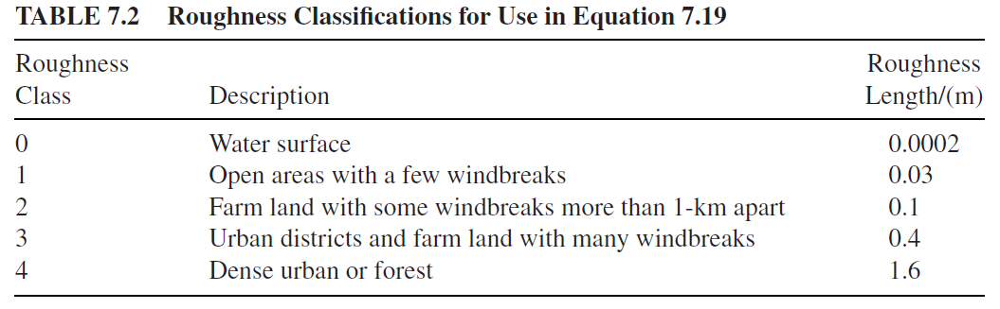 TABLE 7.2 Roughness Classifications for Use in Equation 7.19
Roughness Roughness
Class Description Length/(m)
0 Water surface 0.0002
1 Open areas with a few windbreaks 0.03
2 Farm land with some windbreaks more than 1-km apart 0.1
3 Urban districts and farm land with many windbreaks 0.4
4 Dense urban or forest 1.6